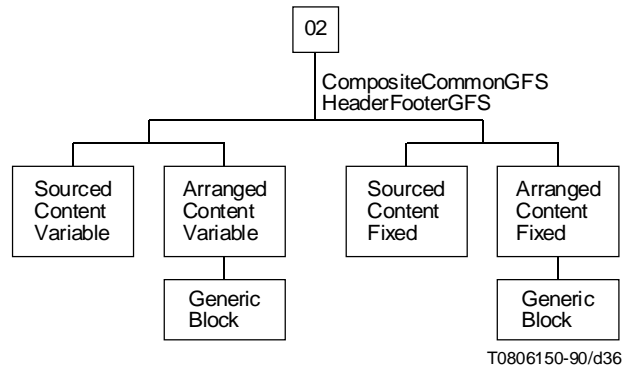 02
CompositeCommonGFS
HeaderFooterGFS
Sourced
Content
Variable
Arranged
Content
Variable
Sourced
Content
Fixed
Arranged
Content
Fixed
Generic
Block
Generic
Block
T0806150-90/d36